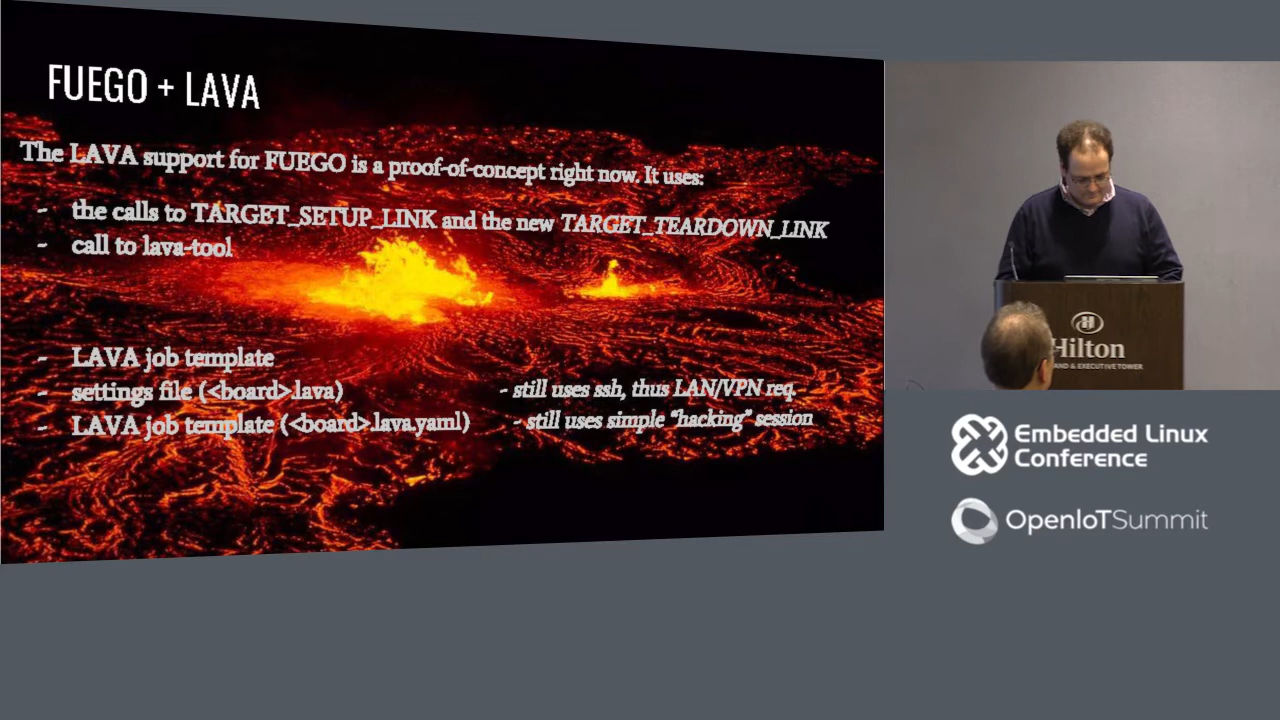 FUEGO + LAVA
The LAVA support for FUEGO is a proof-of-concept right now. It uses:
- the calls to TARGET_SETUP_LINK and the new TARGET_TEARDOWN_LINK
- call to lava-tool
- LAVA job template
- settings file (<board>.lava) - still uses ssh, thus LAN/VPN req.
- LAVA job template (<board>.lava.yaml) - still uses simple “hacking” session
H
Hilton
AND & EXECUTIVE TOWER
Embedded Linux
Conference
OpenIoTSummit